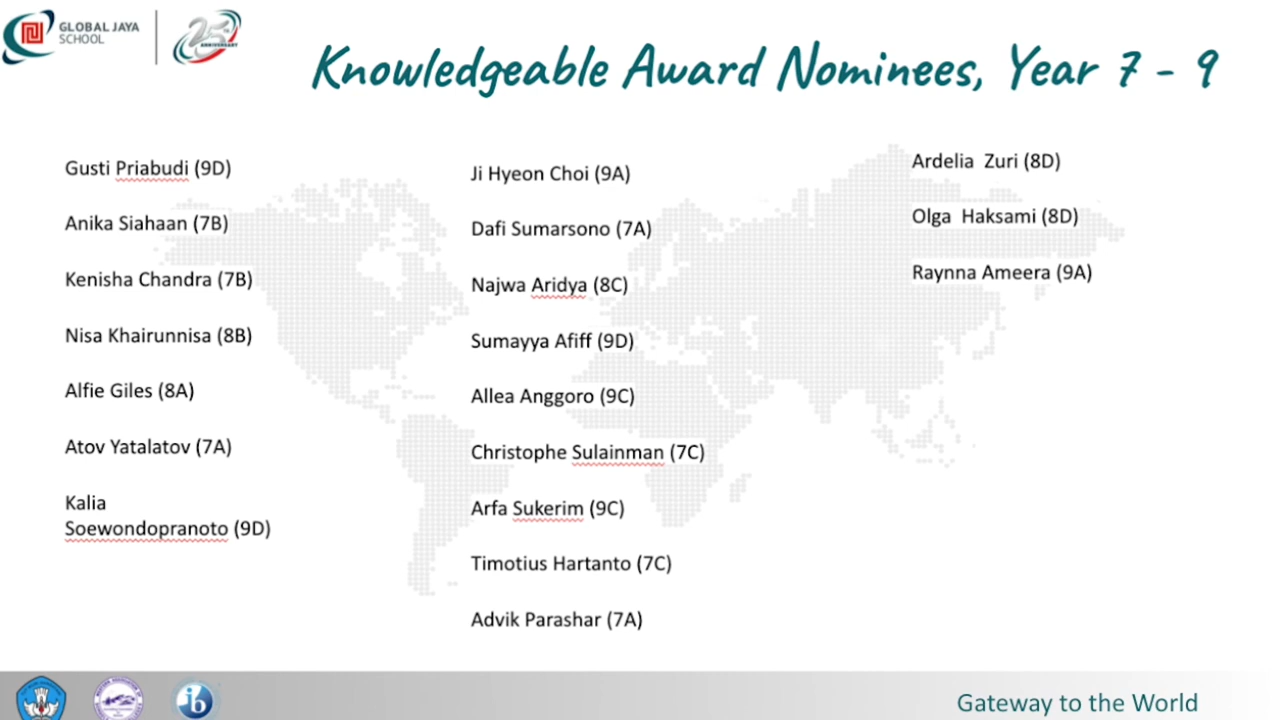 GLOBAL JAYA
SCHOOL
25TH
ANNIVERSARY
Knowledgeable Award Nominees, Year 7 - 9
Gusti Priabudi (9D)
Anika Siahaan (7B)
Kenisha Chandra (7B)
Nisa Khairunnisa (8B)
Alfie Giles (8A)
Atov Yatalatov (7A)
Kalia
Soewondopranoto (9D)
Ji Hyeon Choi (9A)
Dafi Sumarsono (7A)
Najwa Aridya (8C)
Sumayya Afiff (9D)
Allea Anggoro (9C)
Christophe Sulainman (7C)
Arfa Sukerim (9C)
Timotius Hartanto (7C)
Advik Parashar (7A)
Ardelia  Zuri (8D)
Olga  Haksami (8D)
Raynna Ameera (9A)
ib
Gateway to the World